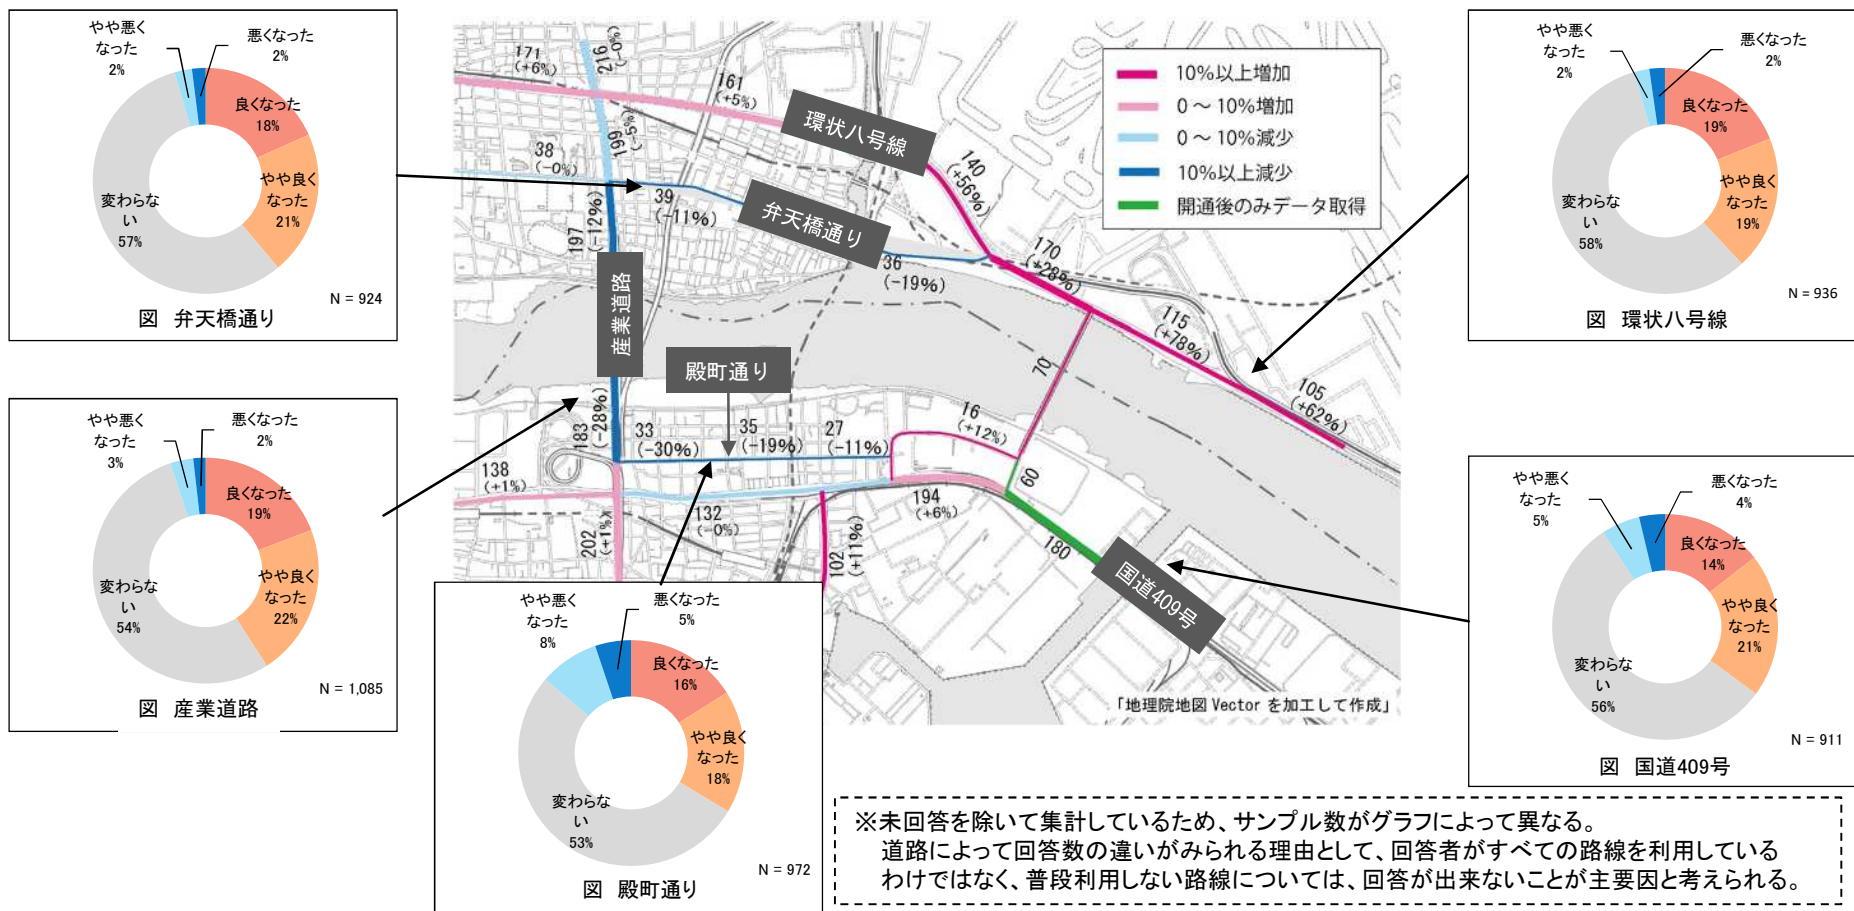 やや悪く
なった
2%
悪くなった
2%
良くなった
18%
やや良く
なった
21%
変わらな
い
57%
N = 924
図 弁天橋通り
やや悪く
なった
3%
悪くなった
2%
良くなった
19%
やや良く
なった
22%
変わらな
い
54%
N = 1,085
図 産業道路
やや悪く
なった
8%
悪くなった
5%
良くなった
16%
やや良く
なった
18%
変わらな
い
53%
N = 972
図 殿町通り
171
(+6%)
216
(-0%)
161
(+5%)
環状八号線
199
(-5%)
38
(-0%)
39
(-11%)
弁天橋通り
140
(+56%)
197
(-12%)
36
(-19%)
170
(+28%)
産業道路
115
(+78%)
殿町通り
70
105
(+62%)
183
(-28%)
33
(-30%)
35
(-19%)
27
(-11%)
16
(+12%)
138
(+1%)
60
132
(-0%)
194
(+6%)
202
(+1%)
102
(+11%)
180
国道409号
10%以上増加
0～10%増加
0～10%減少
10%以上減少
開通後のみデータ取得
「地理院地図 Vector を加工して作成」
やや悪く
なった
2%
悪くなった
2%
良くなった
19%
やや良く
なった
19%
変わらな
い
58%
N = 936
図 環状八号線
やや悪く
なった
5%
悪くなった
4%
良くなった
14%
やや良く
なった
21%
変わらな
い
56%
N = 911
図 国道409号
※未回答を除いて集計しているため、サンプル数がグラフによって異なる。
道路によって回答数の違いがみられる理由として、回答者がすべての路線を利用している
わけではなく、普段利用しない路線については、回答が出来ないことが主要因と考えられる。